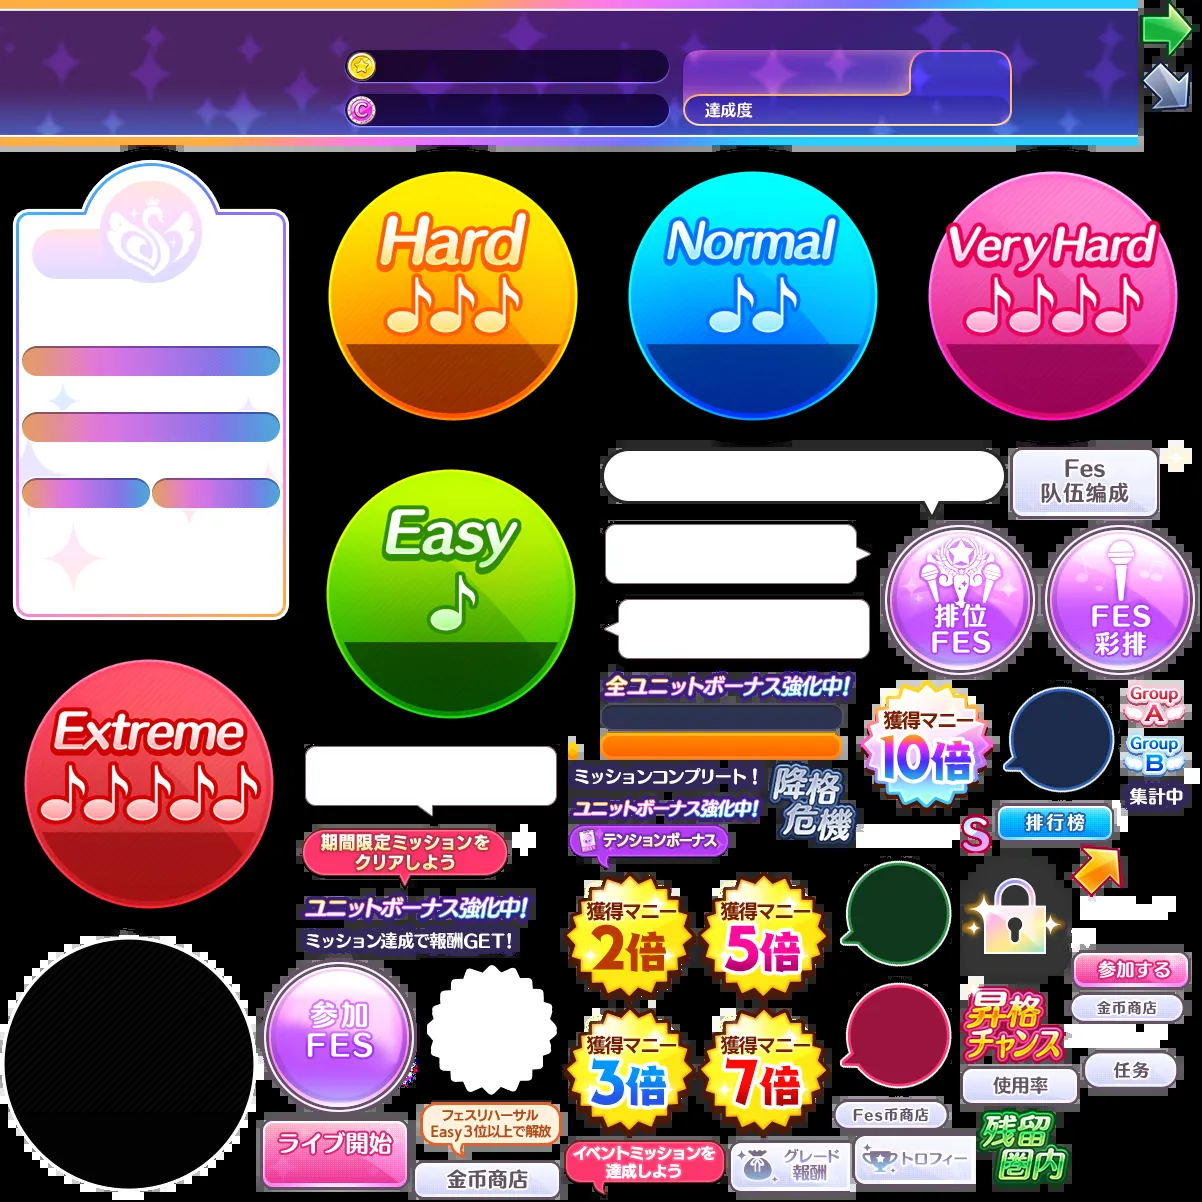 達成度
Hard
Normal
Very Hard
Easy
Extreme
Fes
队伍编成
排位
FES
FES
彩排
全ユニットボーナス強化中!
獲得マニー
10倍
Group
A
Group
B
集計中
ミッションコンプリート!
ユニットボーナス強化中!
テンションボーナス
降格
危機
S
排行榜
期間限定ミッションを
クリアしよう
ユニットボーナス強化中!
ミッション達成で報酬GET!
獲得マニー
2倍
獲得マニー
5倍
参加
FES
獲得マニー
3倍
獲得マニー
7倍
参加する
金币商店
昇格
チャンス
任务
使用率
Fes币商店
フェスリハーサル
Easy3位以上で解放
ライブ開始
金币商店
イベントミッションを
達成しよう
グレード
報酬
トロフィー
残留
圏内